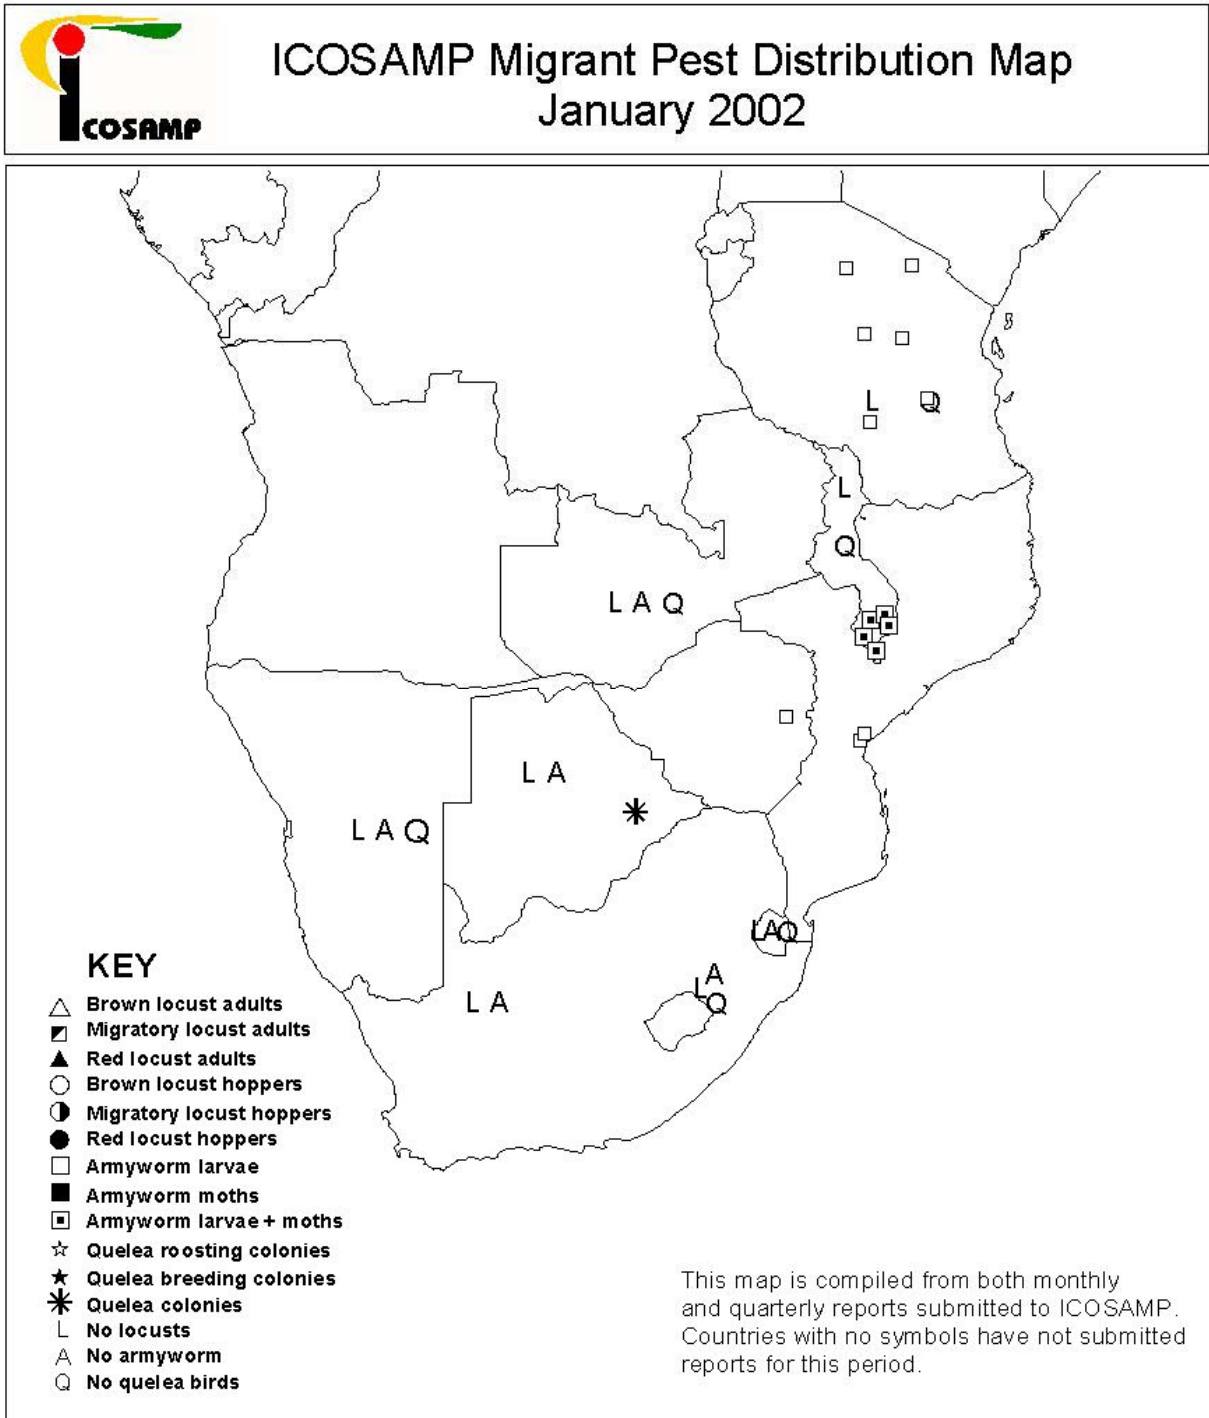 COSAMP
ICOSAMP Migrant Pest Distribution Map
January 2002
L Q
L
Q
L A Q
L A
L A Q
LAQ
A
L
Q
L A
KEY
Brown locust adults
Migratory locust adults
Red locust adults
Brown locust hoppers
Migratory locust hoppers
Red locust hoppers
Armyworm larvae
Armyworm moths
Armyworm larvae + moths
Quelea roosting colonies
Quelea breeding colonies
Quelea colonies
L No locusts
A No armyworm
Q No quelea birds
This map is compiled from both monthly
and quarterly reports submitted to ICOSAMP.
Countries with no symbols have not submitted
reports for this period.